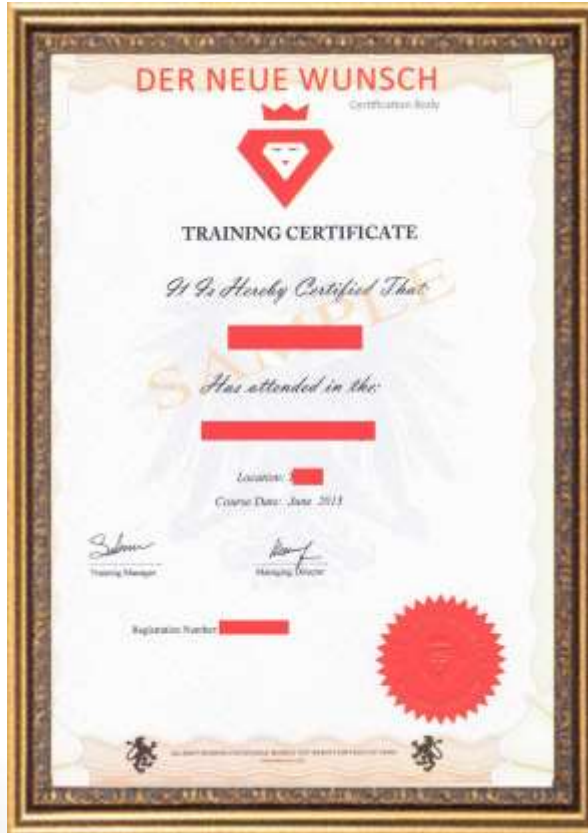 DER NEUE WUNSCH
Certification Body
TRAINING CERTIFICATE
It Is Hereby Certified That
SAMPLE
Has attended in the:
Location:
Course Date: June 2013
Training Manager
Managing Director
Registration Number